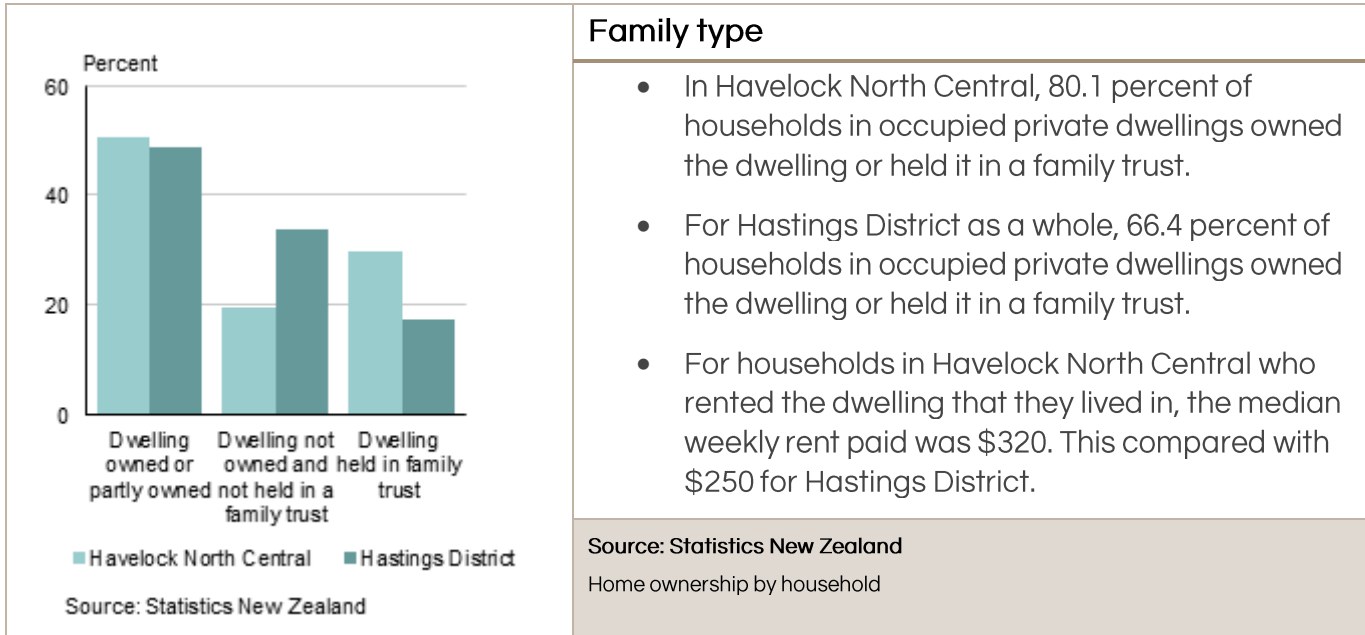 Percent
60
40
20
0
Dwelling owned or partly owned
Dwelling not owned and not held in a family trust
Dwelling held in family trust
Havelock North Central
Hastings District
Source: Statistics New Zealand
Family type
• In Havelock North Central, 80.1 percent of
households in occupied private dwellings owned
the dwelling or held it in a family trust.
• For Hastings District as a whole, 66.4 percent of
households in occupied private dwellings owned
the dwelling or held it in a family trust.
• For households in Havelock North Central who
rented the dwelling that they lived in, the median
weekly rent paid was $320. This compared with
$250 for Hastings District.
Source: Statistics New Zealand
Home ownership by household